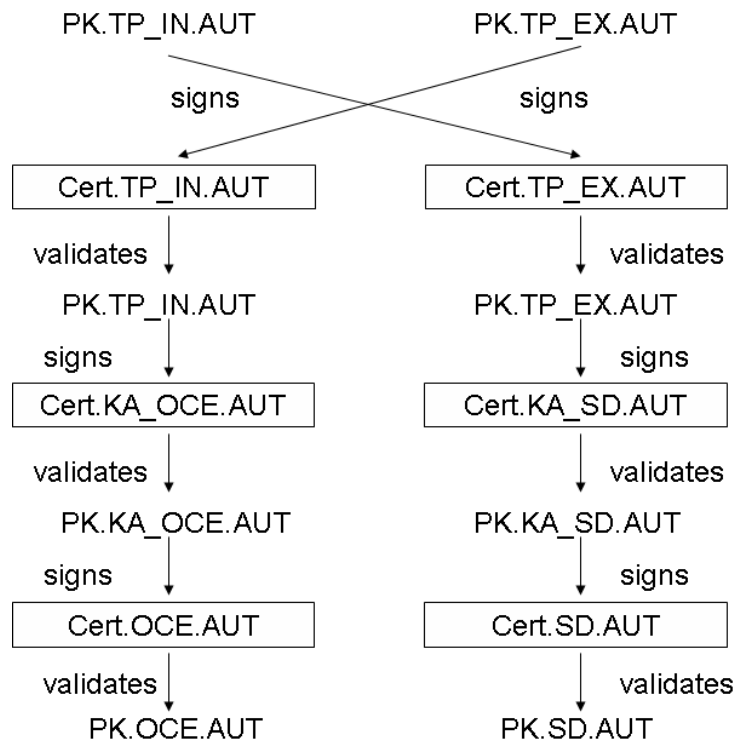 PK.TP_IN.AUT PK.TP_EX.AUT
signs signs
Cert.TP_IN.AUT Cert.TP_EX.AUT
validates validates
PK.TP_IN.AUT PK.TP_EX.AUT
signs signs
Cert.KA_OCE.AUT Cert.KA_SD.AUT
validates validates
PK.KA_OCE.AUT PK.KA_SD.AUT
signs signs
Cert.OCE.AUT Cert.SD.AUT
validates validates
PK.OCE.AUT PK.SD.AUT